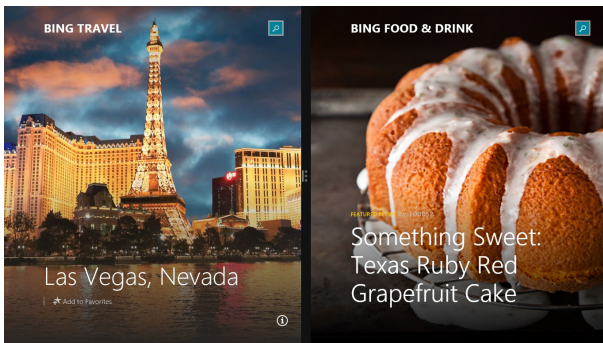 BING TRAVEL
Las Vegas, Nevada
Add to Favorites
BING FOOD & DRINK
Something Sweet:
Texas Ruby Red
Grapefruit Cake